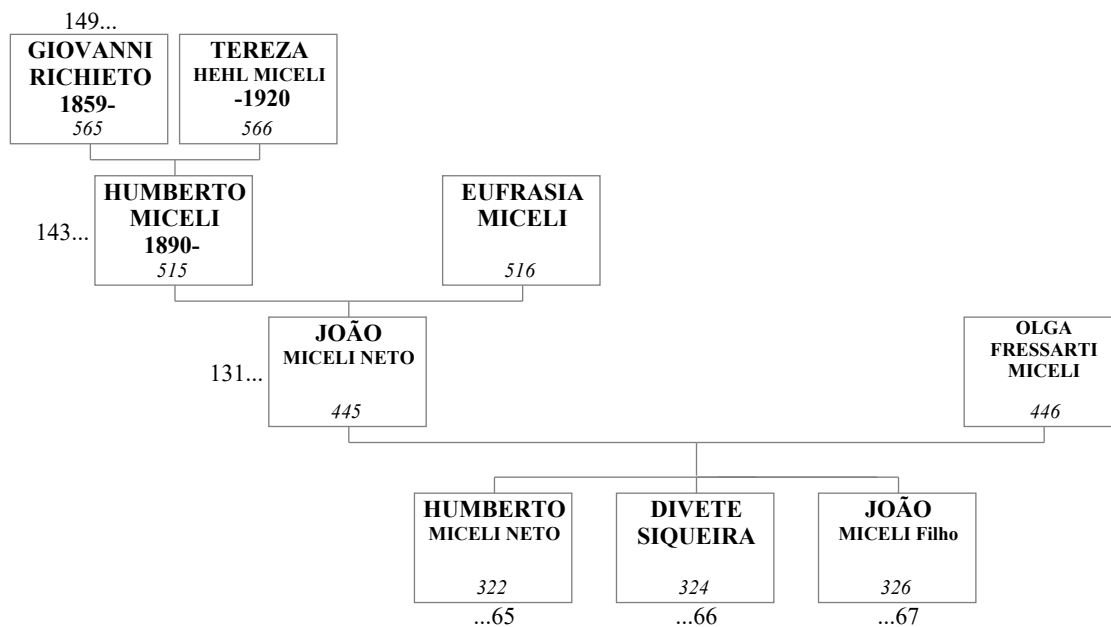 149...
GIOVANNI
RICHIETO
1859-
565
TEREZA
HEHL MICELI
-1920
566
143...
HUMBERTO
MICELI
1890-
515
EUFRASIA
MICELI
516
131...
JOÃO
MICELI NETO
445
OLGA
FRESSARTI
MICELI
446
HUMBERTO
MICELI NETO
322
...65
DIVETE
SIQUEIRA
324
...66
JOÃO
MICELI Filho
326
...67